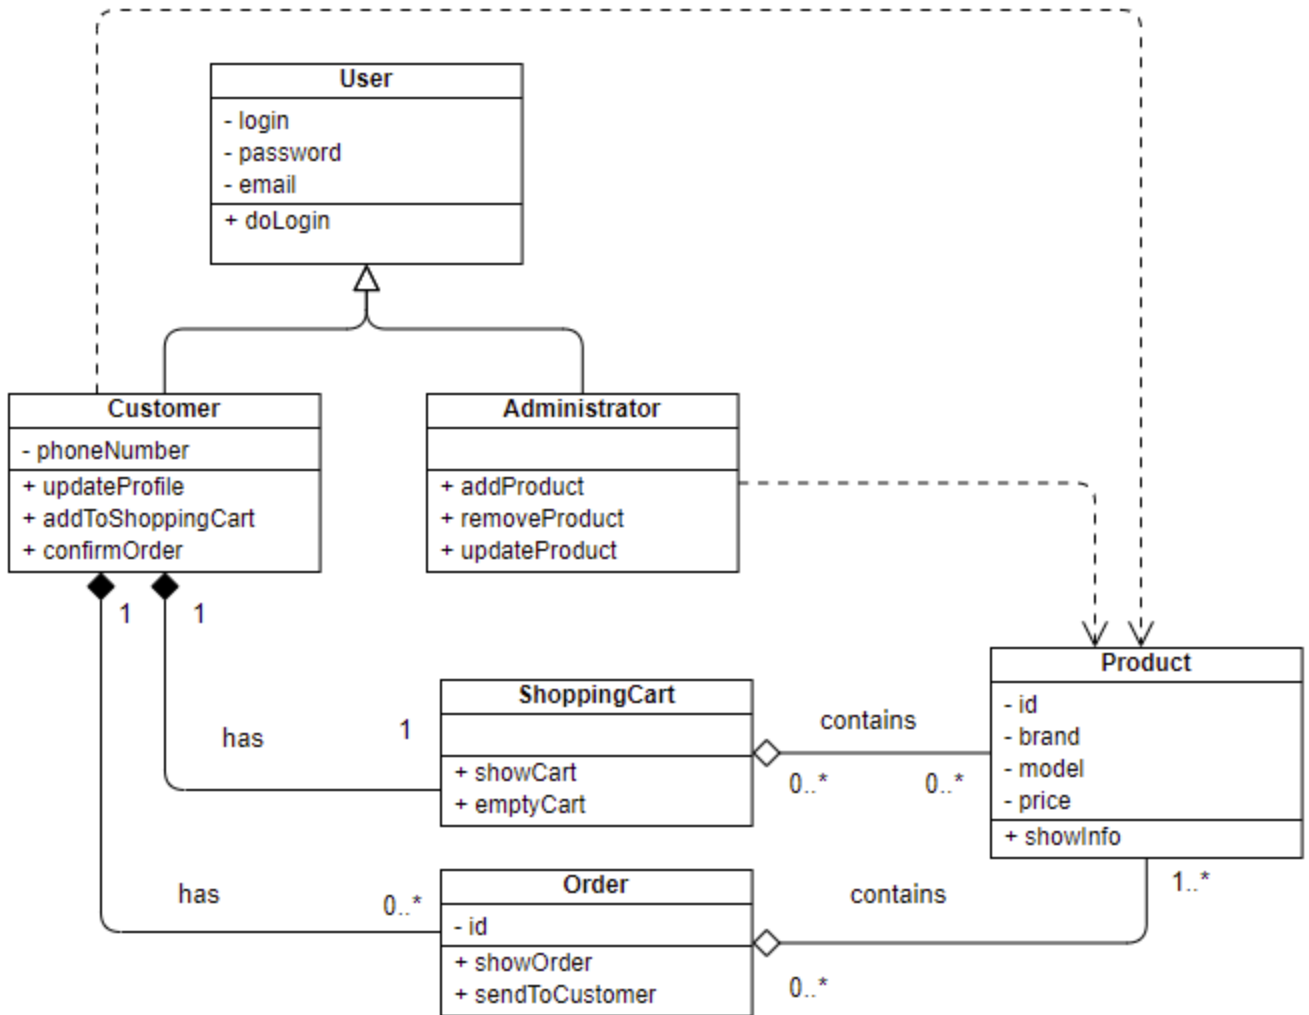 User
- login
- password
- email
+ doLogin
Customer
- phoneNumber
+ updateProfile
+ addToShoppingCart
+ confirmOrder
Administrator
+ addProduct
+ removeProduct
+ updateProduct
1
1
has
1
ShoppingCart
+ showCart
+ emptyCart
contains
0..*
0..*
Product
- id
- brand
- model
- price
+ showInfo
has
0..*
Order
- id
+ showOrder
+ sendToCustomer
contains
1..*
0..*